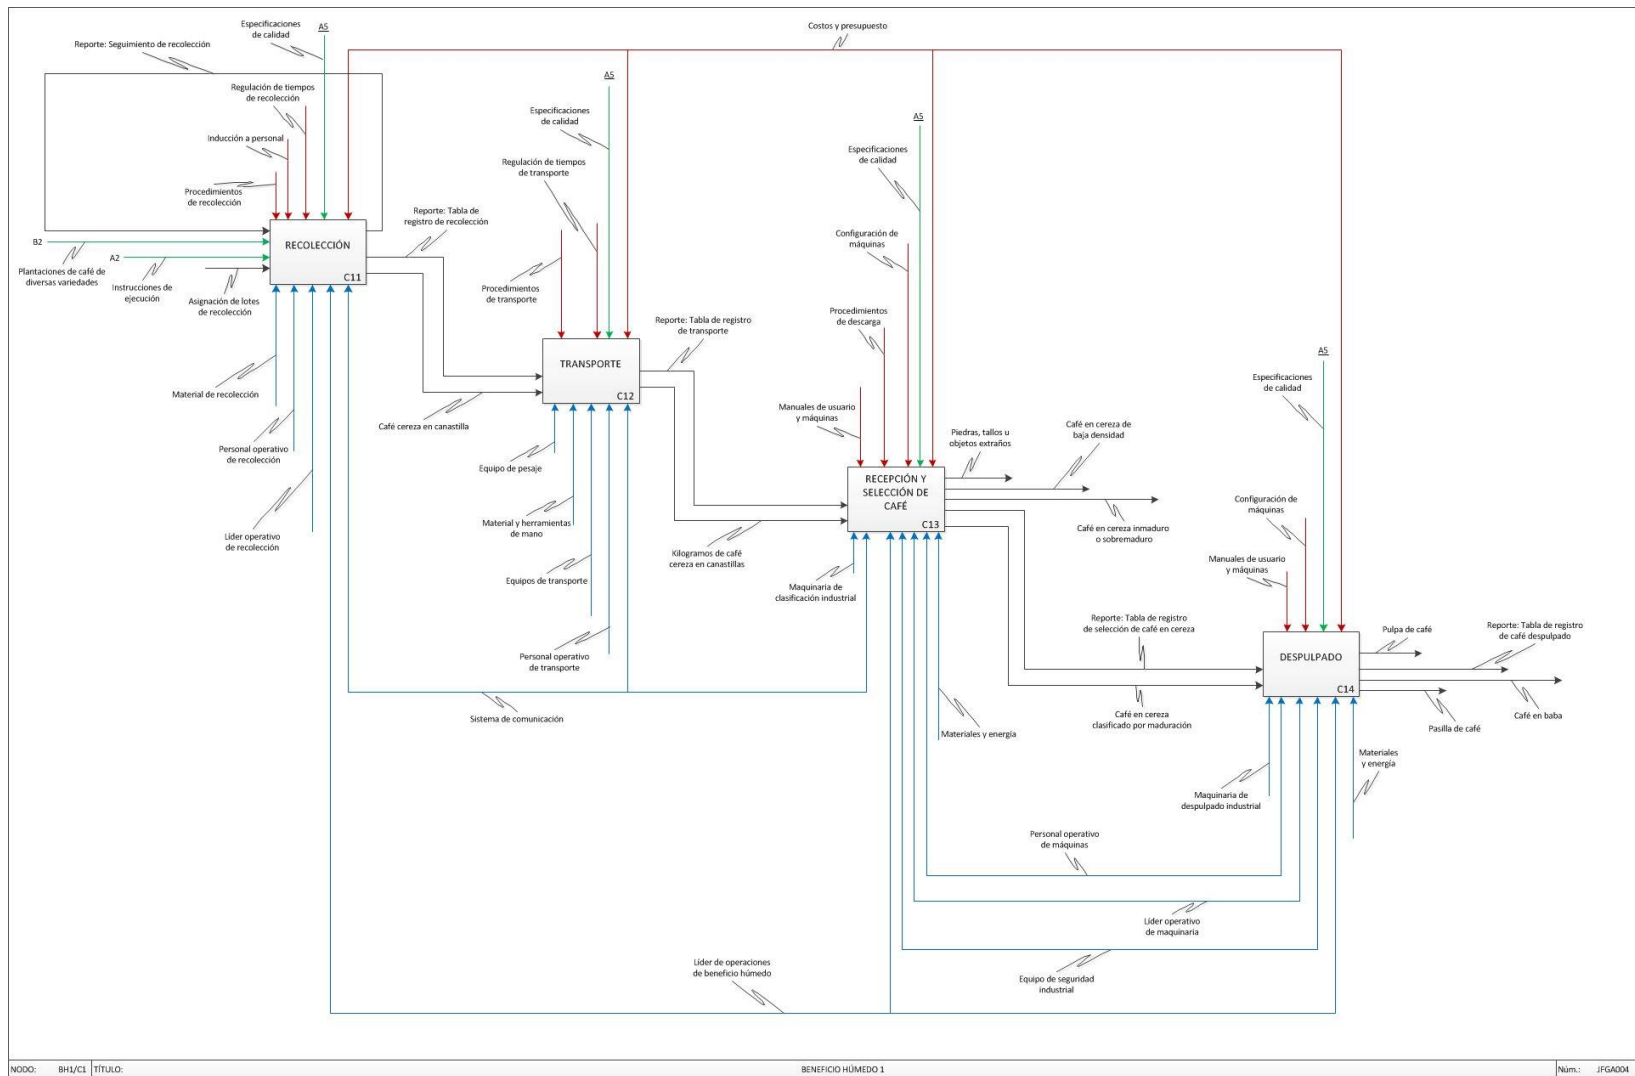 Especificaciones
de calidad
A5
Costos y presupuesto
Reporte: Seguimiento de recolección
Regulación de tiempos
de recolección
Inducción a personal
Procedimientos
de recolección
B2
Plantaciones de café de
diversas variedades
A2
Instrucciones de
ejecución
Asignación de lotes
de recolección
RECOLECCIÓN
C11
Material de recolección
Personal operativo
de recolección
Líder operativo
de recolección
Reporte: Tabla de
registro de recolección
Café cereza en canastilla
A5
Especificaciones
de calidad
Regulación de tiempos
de transporte
Procedimientos
de transporte
TRANSPORTE
C12
Equipo de pesaje
Material y herramientas
de mano
Equipos de transporte
Personal operativo
de transporte
Sistema de comunicación
Reporte: Tabla de registro
de transporte
Kilogramos de café
cereza en canastillas
A5
Especificaciones
de calidad
Configuración de
máquinas
Procedimientos
de descarga
Manuales de usuario
y máquinas
RECEPCIÓN Y
SELECCIÓN DE
CAFÉ
C13
Piedras, tallos u
objetos extraños
Café en cereza de
baja densidad
Café en cereza inmaduro
o sobremaduro
Maquinaria de
clasificación industrial
Materiales y energía
Reporte: Tabla de registro
de selección de café en cereza
Café en cereza
clasificado por maduración
A5
Especificaciones
de calidad
Configuración de
máquinas
Manuales de usuario
y máquinas
DESPULPADO
C14
Pulpa de café
Reporte: Tabla de registro
de café despulpado
Café en baba
Pasilla de café
Materiales
y energía
Maquinaria de
despulpado industrial
Personal operativo
de máquinas
Líder operativo
de maquinaria
Equipo de seguridad
industrial
Líder de operaciones
de beneficio húmedo
NODO: BH1/C1 TÍTULO: BENEFICIO HÚMEDO 1 Núm.: JFGA004